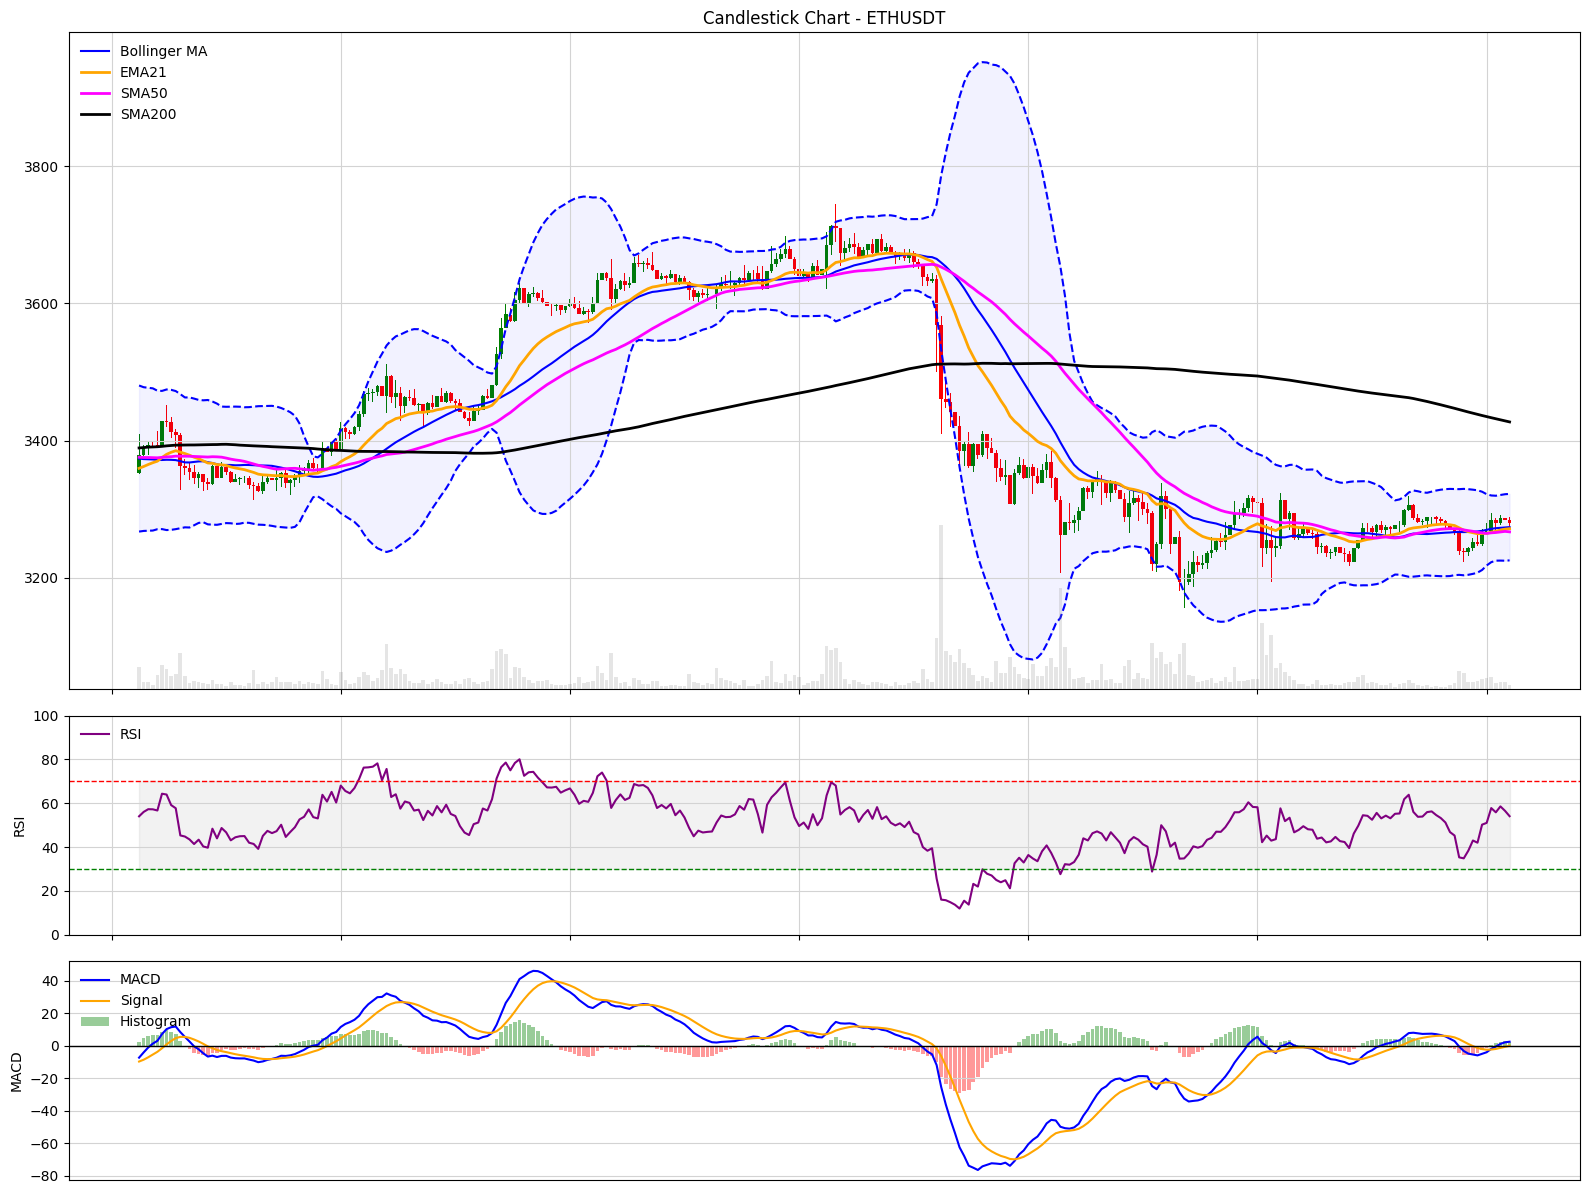 Candlestick Chart - ETHUSDT
Bollinger MA
EMA21
SMA50
SMA200
3800
3600
3400
3200
100
RSI
80
60
RSI
40
20
0
MACD
40
Signal
20
Histogram
0
MACD
−20
−40
−60
−80